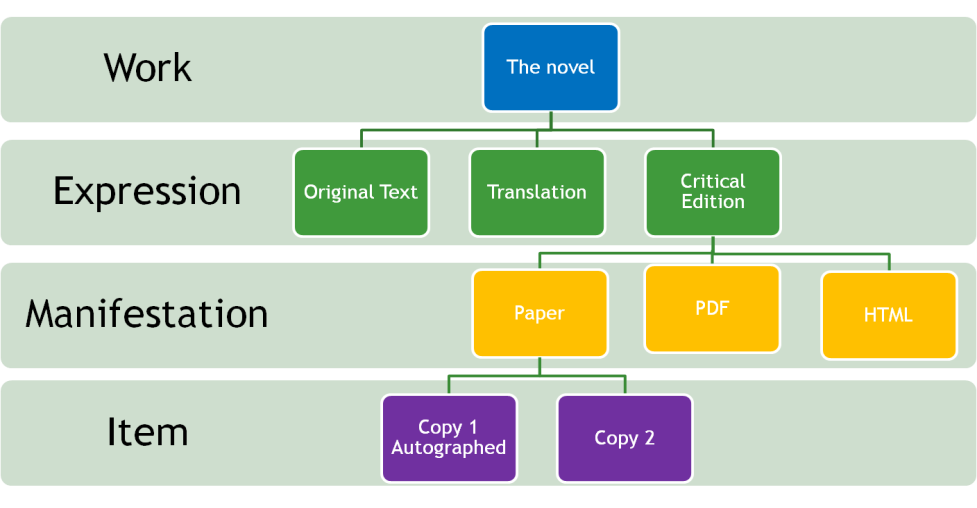 Work
The novel
Expression
Original Text
Translation
Critical
Edition
Manifestation
Paper
PDF
HTML
Item
Copy 1
Autographed
Copy 2